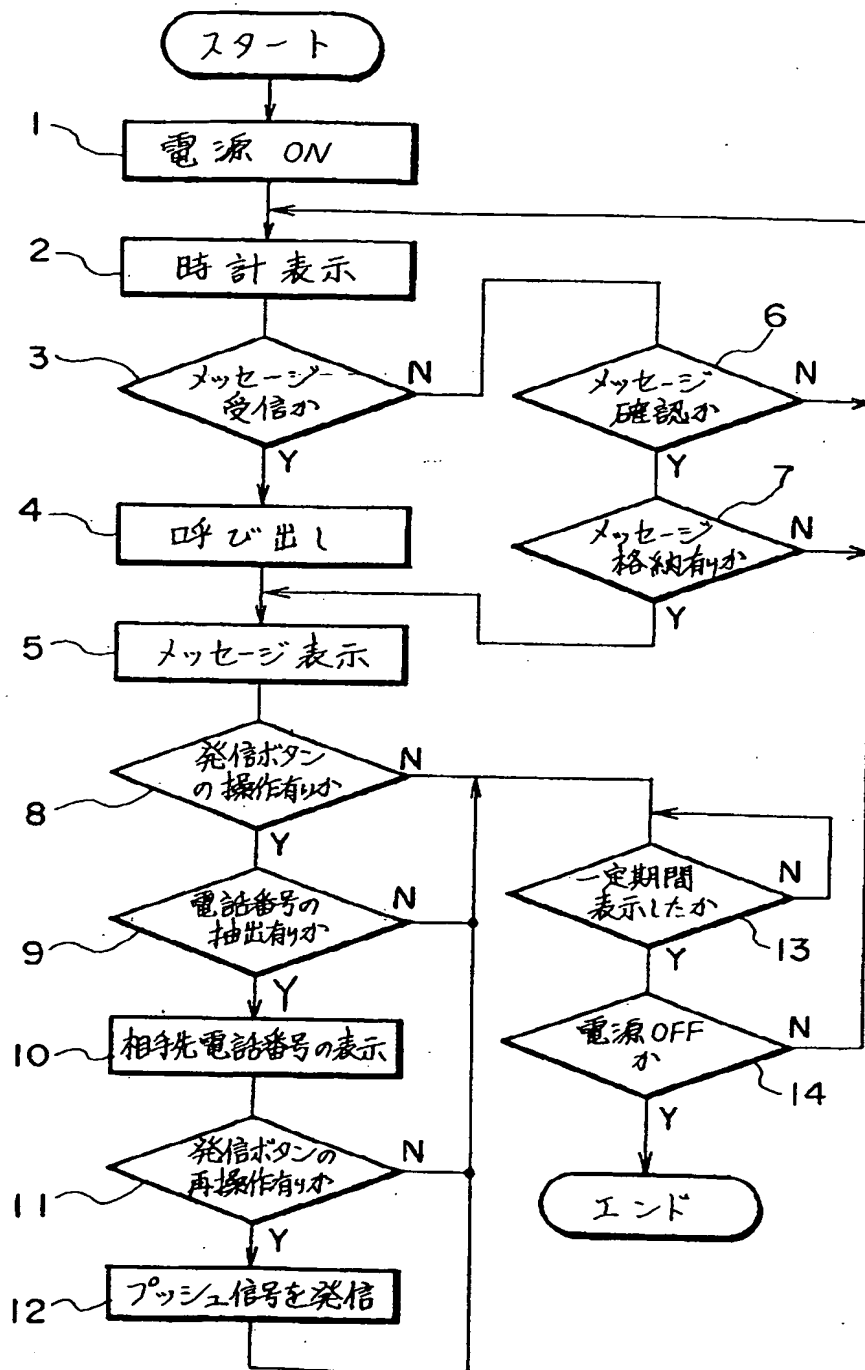 スタート
1
電源 ON
2
時計表示
3
メッセージ
受信か
N
Y
6
メッセージ
確認か
N
Y
4
呼び出し
7
メッセージ
格納有りか
N
Y
5
メッセージ表示
8
発信ボタン
の操作有りか
N
Y
9
電話番号の
抽出有りか
N
Y
10
相手先電話番号の表示
11
発信ボタンの
再操作有りか
N
Y
12
プッシュ信号を発信
13
一定期間
表示したか
N
Y
14
電源OFF
か
N
Y
エンド